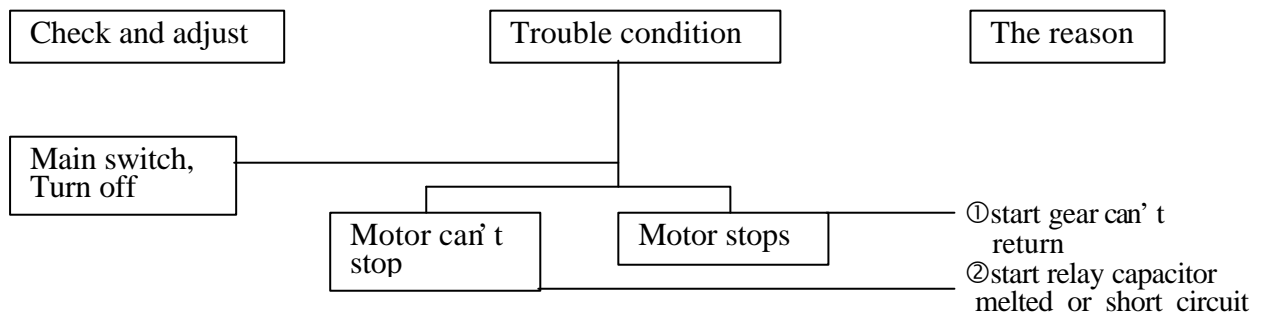 Check and adjust
Trouble condition
The reason
Main switch,
Turn off
Motor can't
stop
Motor stops
①start gear can't
return
②start relay capacitor
melted or short circuit